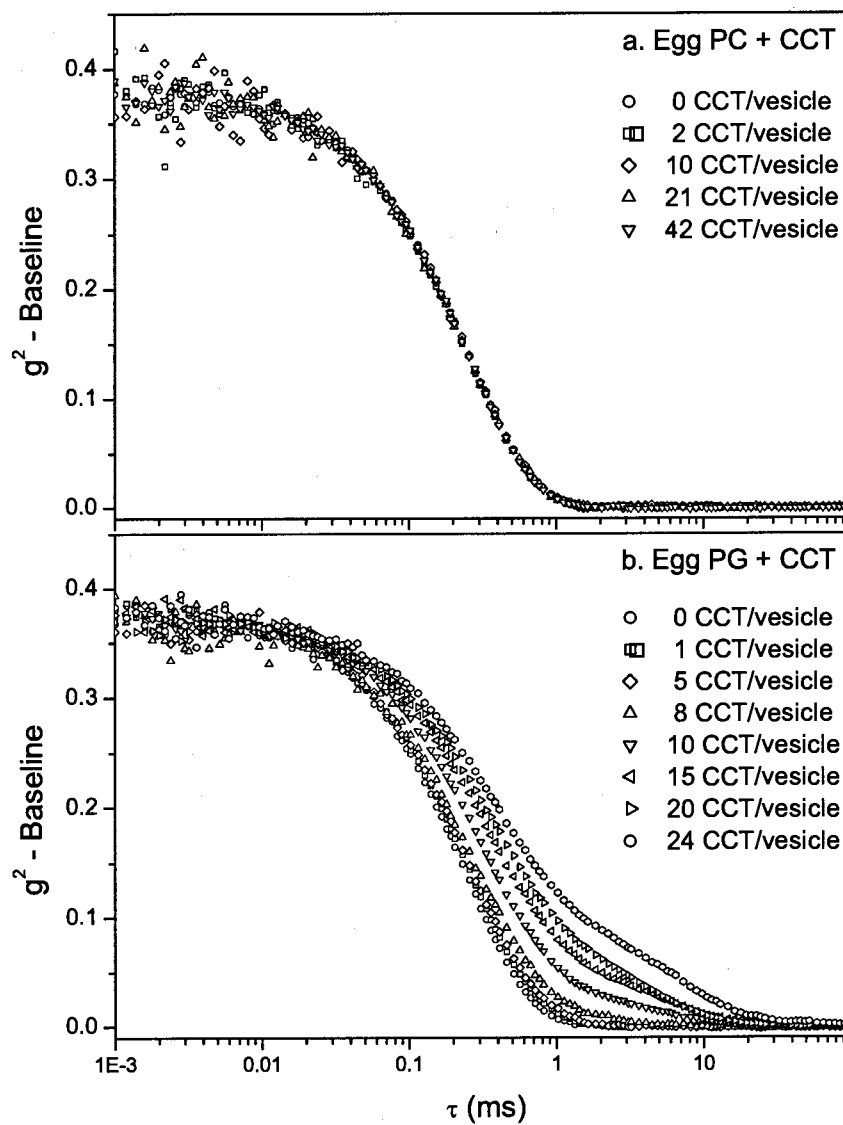 a. Egg PC + CCT
0 CCT/vesicle
2 CCT/vesicle
10 CCT/vesicle
21 CCT/vesicle
42 CCT/vesicle
g² - Baseline
0.4
0.3
0.2
0.1
0.0
b. Egg PG + CCT
0 CCT/vesicle
1 CCT/vesicle
5 CCT/vesicle
8 CCT/vesicle
10 CCT/vesicle
15 CCT/vesicle
20 CCT/vesicle
24 CCT/vesicle
g² - Baseline
0.4
0.3
0.2
0.1
0.0
1E-3 0.01 0.1 1 10
τ (ms)